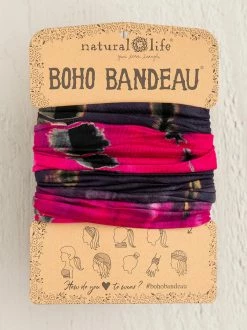 natural life®
BOHO BANDEAU®
How do you ♥ to wear? #bohobandeau